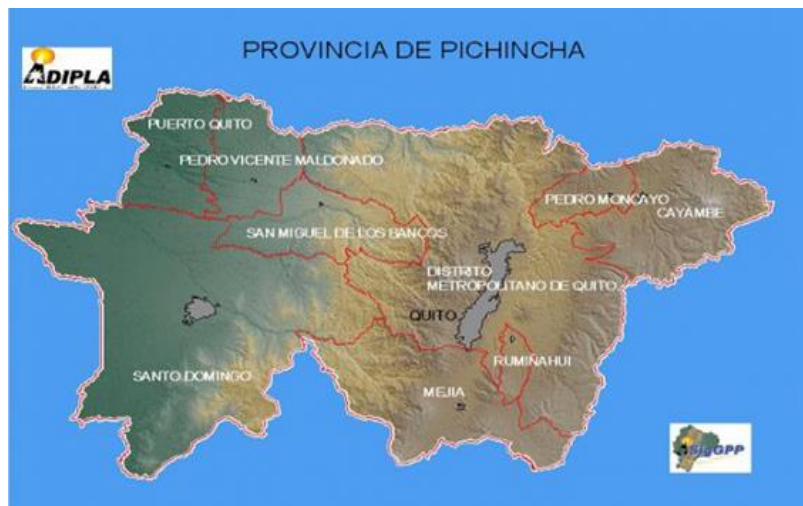 PROVINCIA DE PICHINCHA
ADIPLA
PUERTO QUITO
PEDRO VICENTE MALDONADO
PEDRO MONCAYO
CAYAMBE
SAN MIGUEL DE LOS BANCOS
DISTRITO
METROPOLITANO DE QUITO
QUITO
RUMIÑAHUI
SANTO DOMINGO
MEJIA
SigGPP